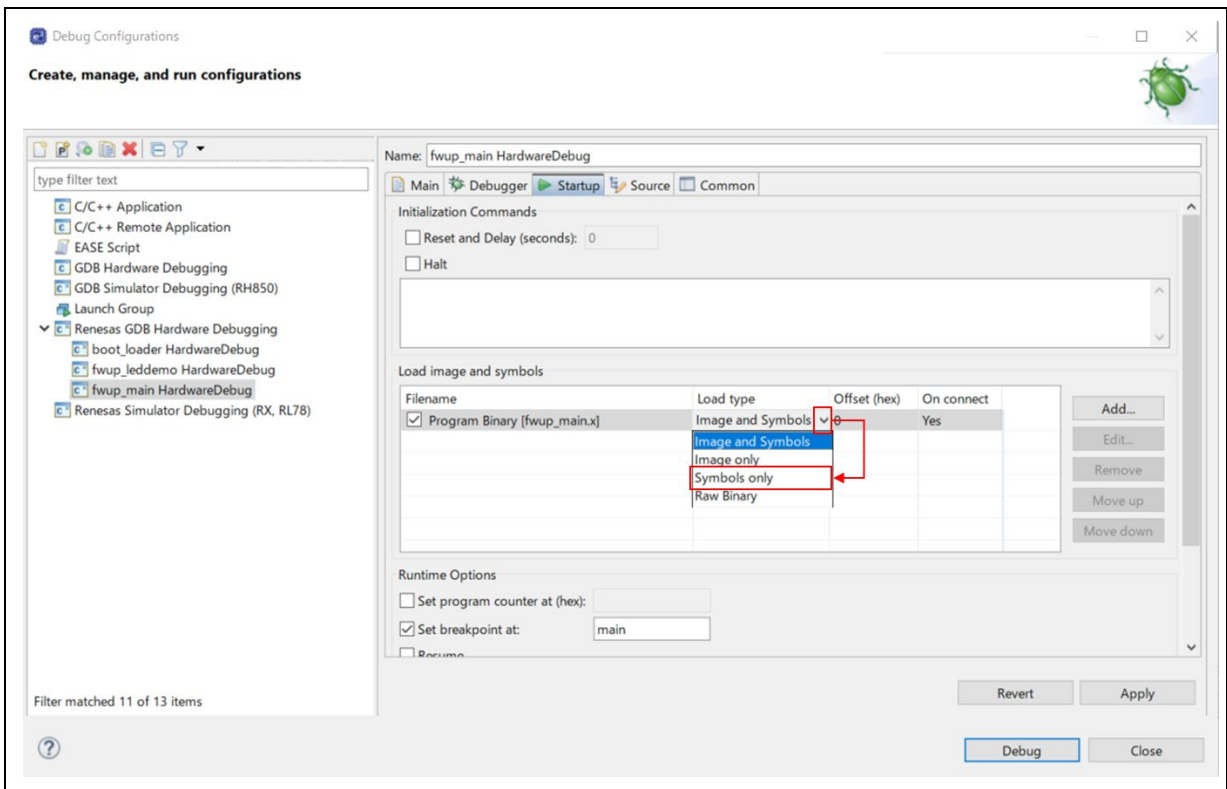 Debug Configurations
Create, manage, and run configurations
type filter text
C/C++ Application
C/C++ Remote Application
EASE Script
GDB Hardware Debugging
GDB Simulator Debugging (RH850)
Launch Group
Renesas GDB Hardware Debugging
boot_loader HardwareDebug
fwup_leddemo HardwareDebug
fwup_main HardwareDebug
Renesas Simulator Debugging (RX, RL78)
Filter matched 11 of 13 items
Name: fwup_main HardwareDebug
Main Debugger Startup Source Common
Initialization Commands
Reset and Delay (seconds): 0
Halt
Load image and symbols
Filename Load type Offset (hex) On connect
Program Binary [fwup_main.x] Image and Symbols 0 Yes
Image and Symbols
Image only
Symbols only
Raw Binary
Add...
Edit...
Remove
Move up
Move down
Runtime Options
Set program counter at (hex):
Set breakpoint at: main
Resume
Revert Apply
Debug Close